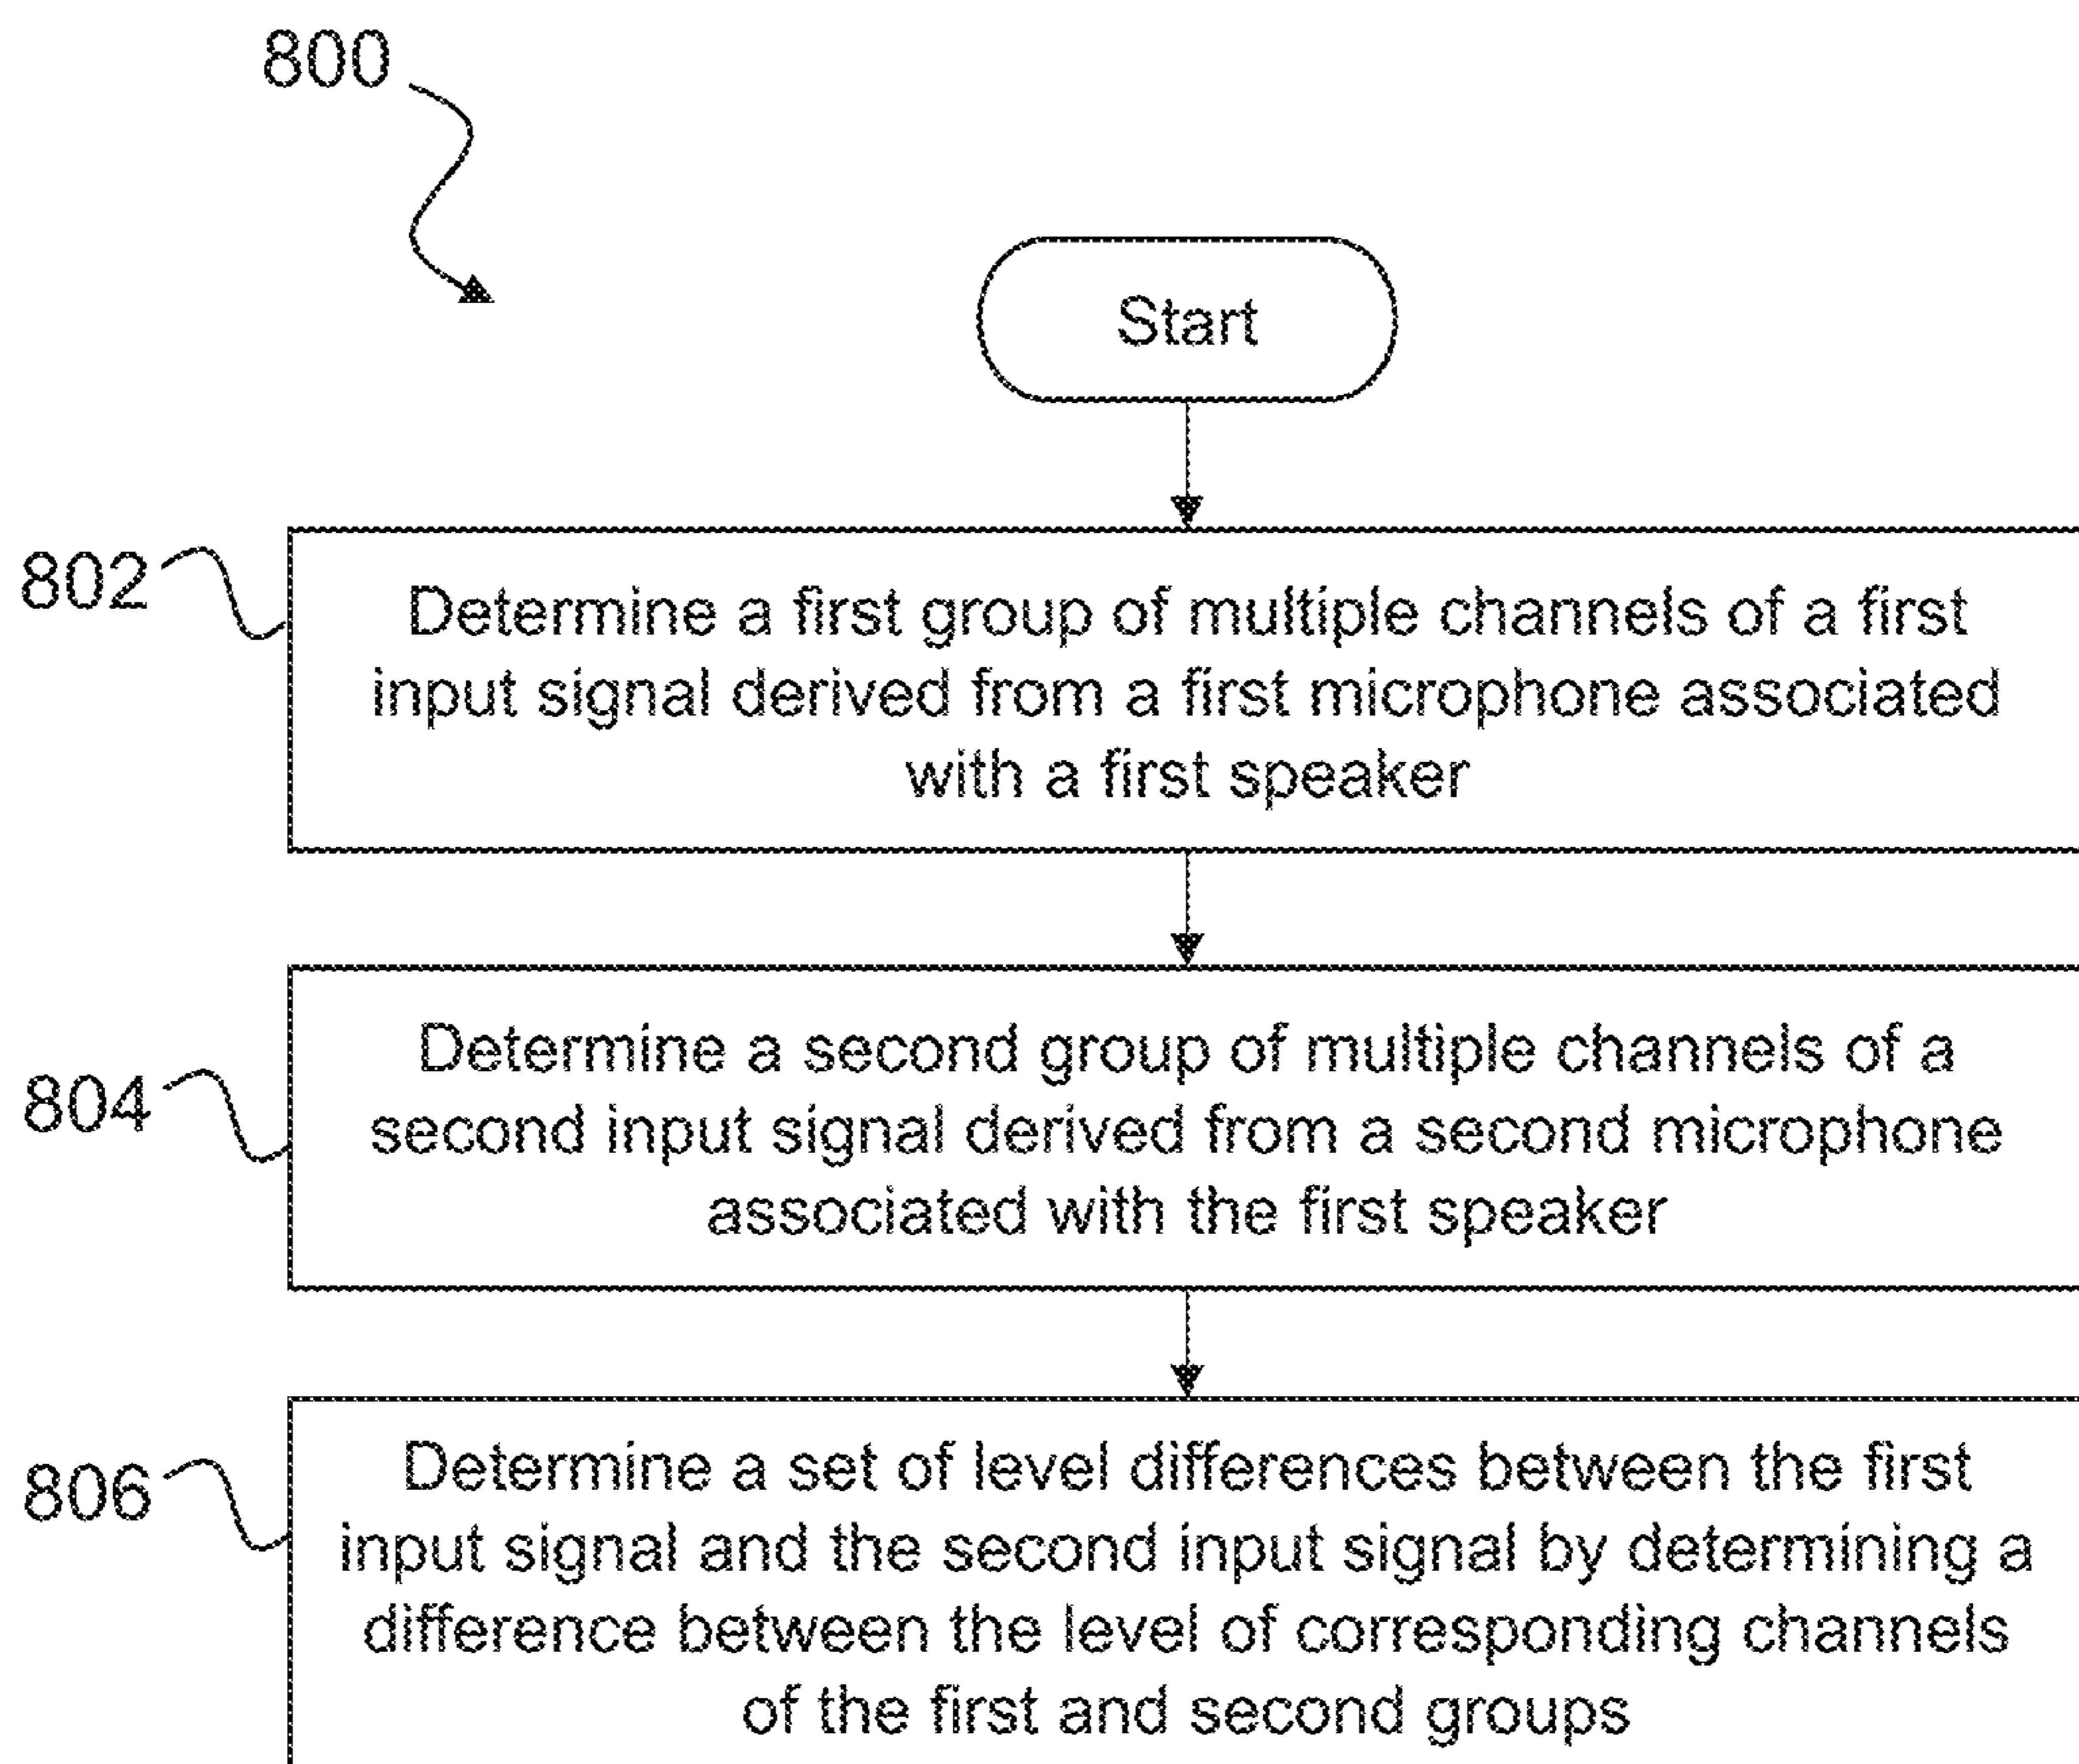 800
Start
802
Determine a first group of multiple channels of a first
input signal derived from a first microphone associated
with a first speaker
804
Determine a second group of multiple channels of a
second input signal derived from a second microphone
associated with the first speaker
806
Determine a set of level differences between the first
input signal and the second input signal by determining a
difference between the level of corresponding channels
of the first and second groups